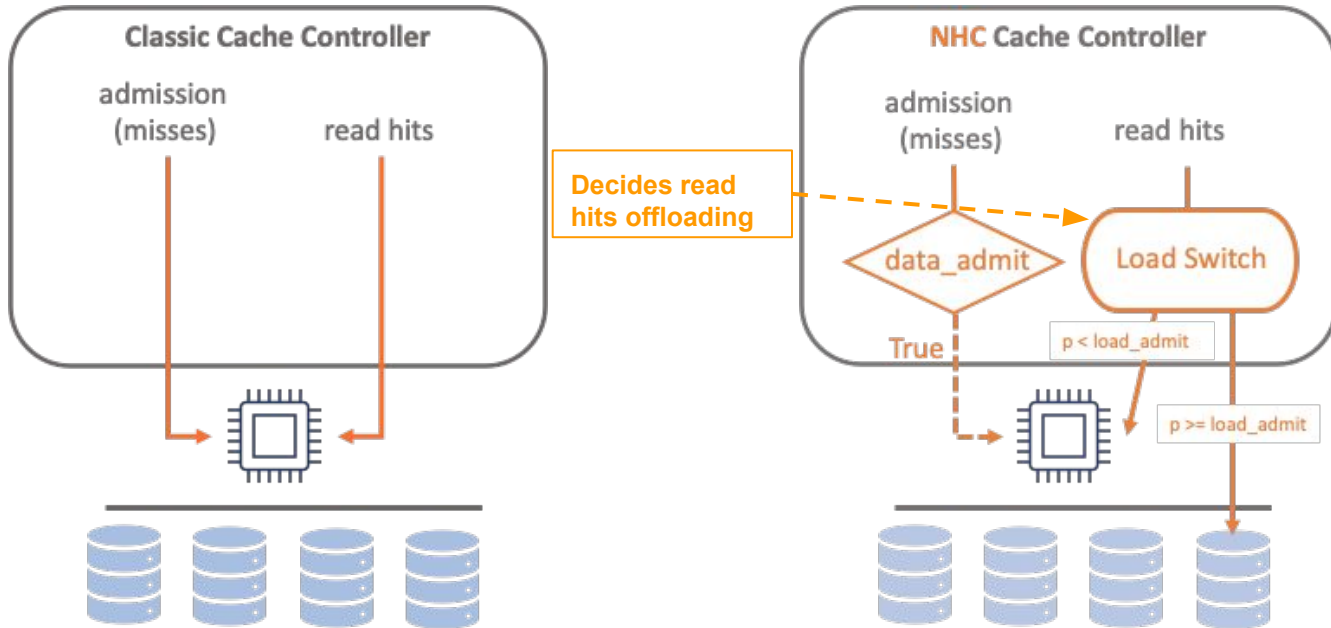 Classic Cache Controller
admission
(misses)
read hits
Decides read
hits offloading
NHC Cache Controller
admission
(misses)
read hits
data_admit
Load Switch
True
p < load_admit
p >= load_admit